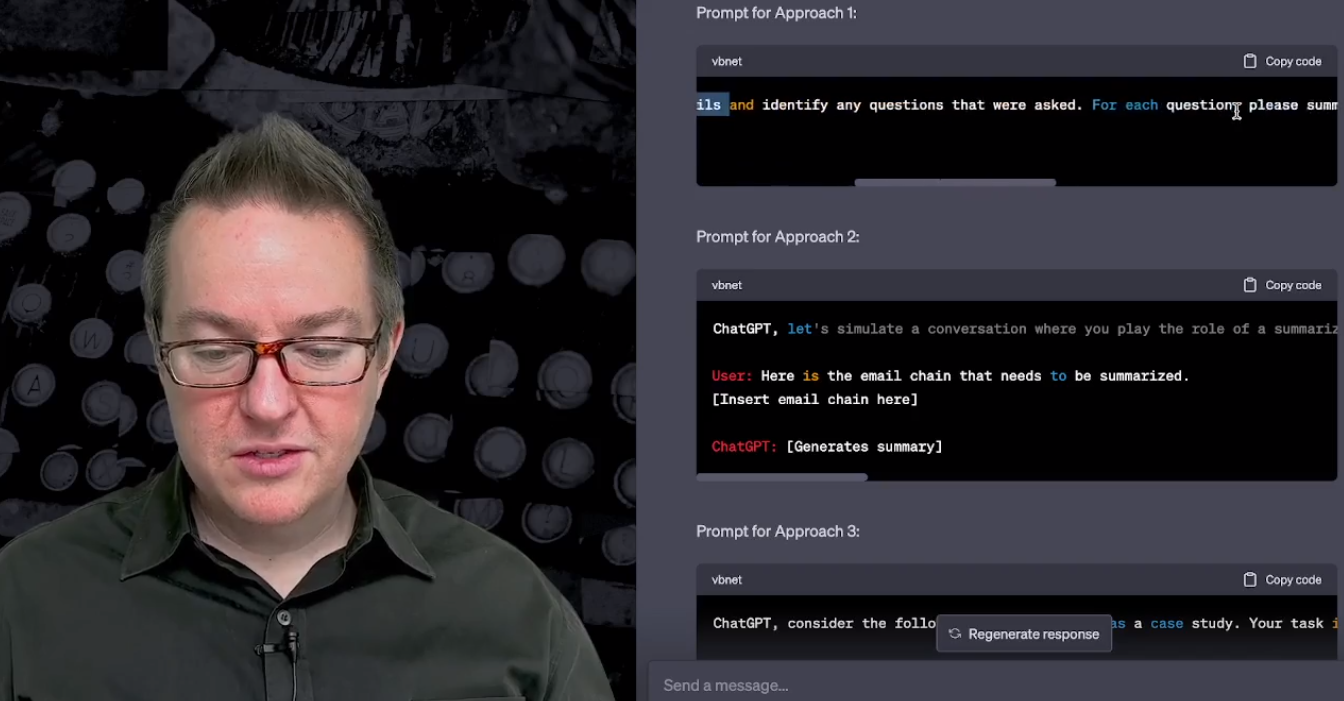 Prompt for Approach 1:
vbnet
Copy code
ils and identify any questions that were asked. For each question, please summ
Prompt for Approach 2:
vbnet
Copy code
ChatGPT, let's simulate a conversation where you play the role of a summariz
User: Here is the email chain that needs to be summarized.
[Insert email chain here]
ChatGPT: [Generates summary]
Prompt for Approach 3:
vbnet
Copy code
ChatGPT, consider the follo as a case study. Your task i
Regenerate response
Send a message...